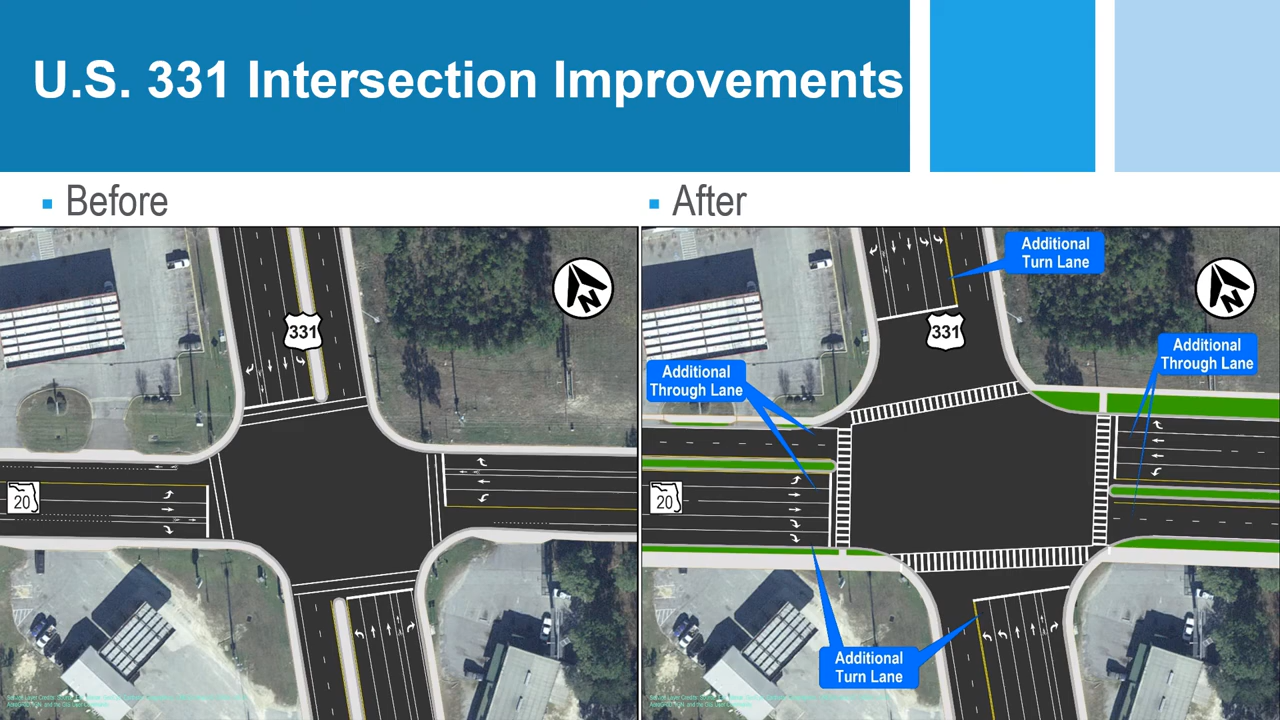 U.S. 331 Intersection Improvements
Before
After
N
331
20
Additional
Turn Lane
N
331
Additional
Through Lane
Additional
Through Lane
20
Additional
Turn Lane